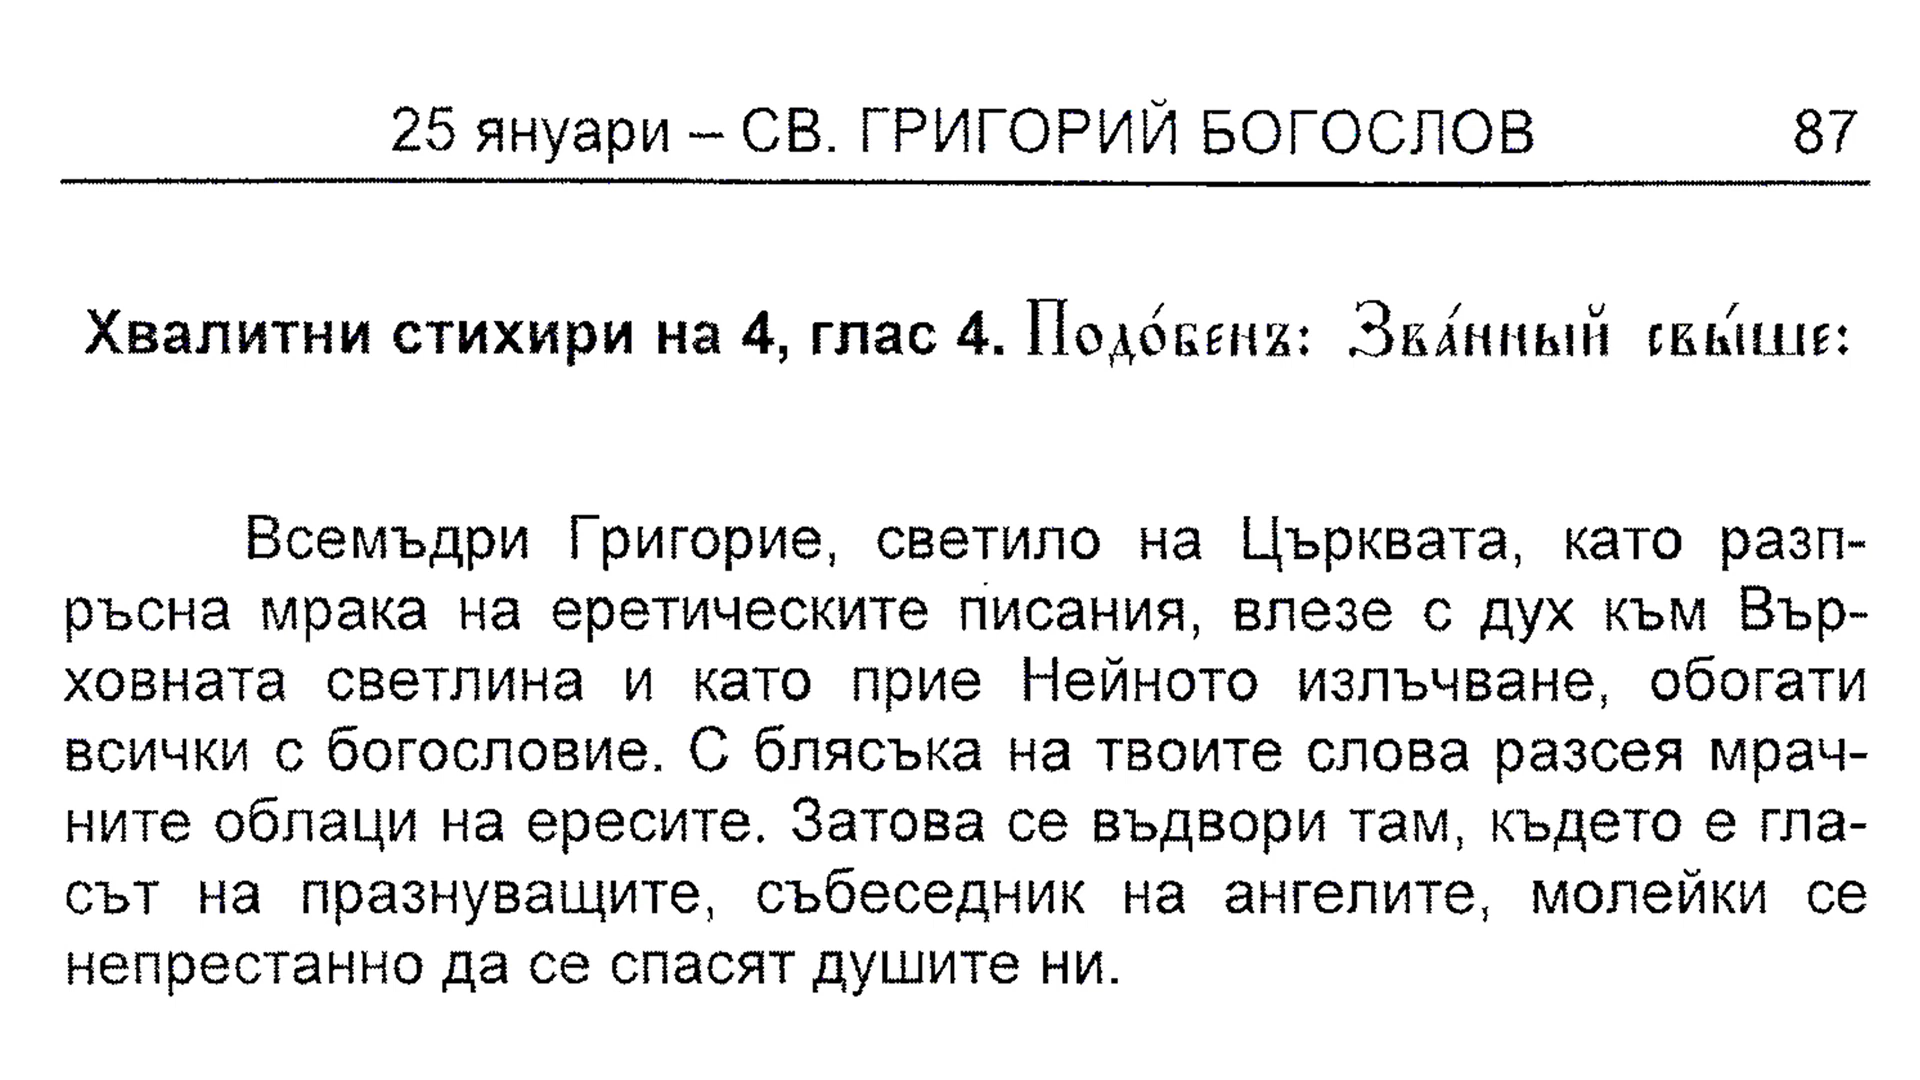 25 януари – СВ. ГРИГОРИЙ БОГОСЛОВ 87
Хвалитни стихири на 4, глас 4. Подо́бенъ: Зва́нный свы́ше:
Всемъдри Григорие, светило на Църквата, като разп-
ръсна мрака на еретическите писания, влезе с дух към Вър-
ховната светлина и като прие Нейното излъчване, обогати
всички с богословие. С блясъка на твоите слова разсея мрач-
ните облаци на ересите. Затова се въдвори там, където е гла-
сът на празнуващите, събеседник на ангелите, молейки се
непрестанно да се спасят душите ни.